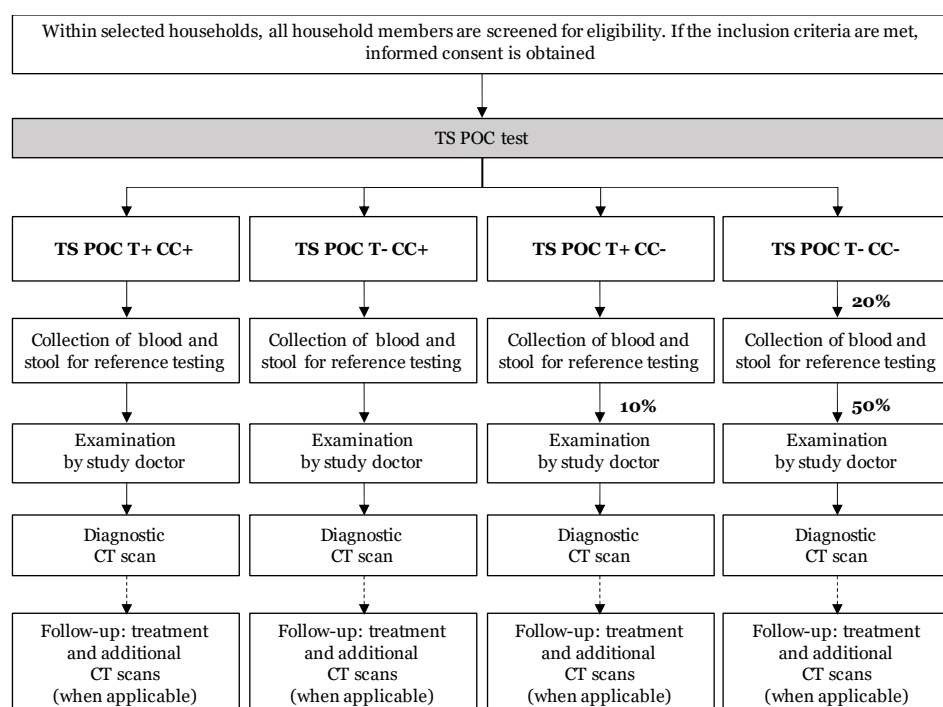 Within selected households, all household members are screened for eligibility. If the inclusion criteria are met,
informed consent is obtained
TS POC test
TS POC T+ CC+
TS POC T- CC+
TS POC T+ CC-
TS POC T- CC-
20%
Collection of blood and
stool for reference testing
Collection of blood and
stool for reference testing
Collection of blood and
stool for reference testing
Collection of blood and
stool for reference testing
10%
50%
Examination
by study doctor
Examination
by study doctor
Examination
by study doctor
Examination
by study doctor
Diagnostic
CT scan
Diagnostic
CT scan
Diagnostic
CT scan
Diagnostic
CT scan
Follow-up: treatment
and additional
CT scans
(when applicable)
Follow-up: treatment
and additional
CT scans
(when applicable)
Follow-up: treatment
and additional
CT scans
(when applicable)
Follow-up: treatment
and additional
CT scans
(when applicable)